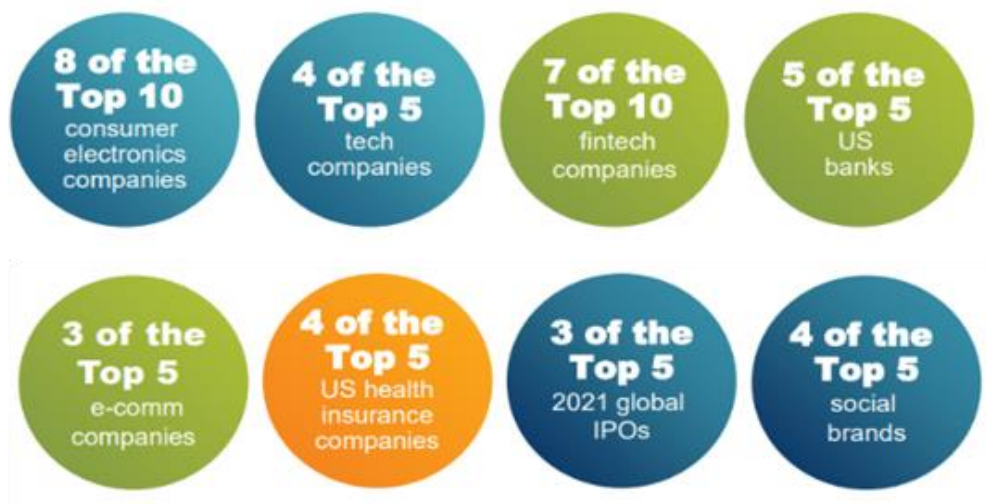 8 of the
Top 10
consumer
electronics
companies
4 of the
Top 5
tech
companies
7 of the
Top 10
fintech
companies
5 of the
Top 5
US
banks
3 of the
Top 5
e-comm
companies
4 of the
Top 5
US health
insurance
companies
3 of the
Top 5
2021 global
IPOs
4 of the
Top 5
social
brands